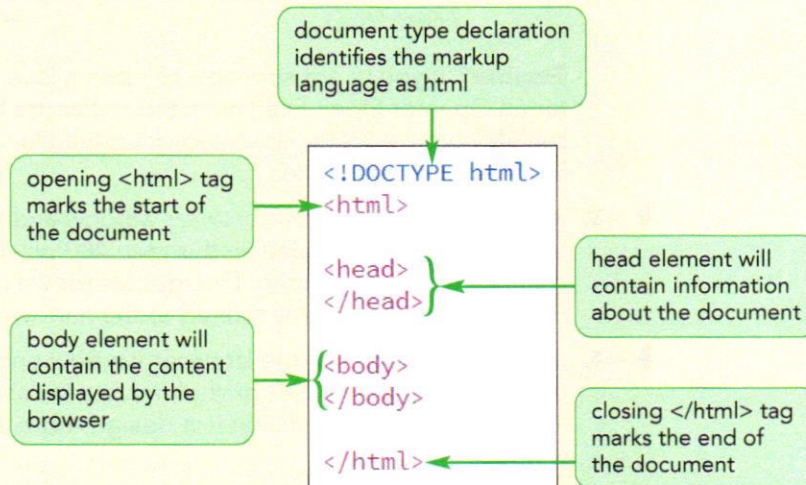 document type declaration
identifies the markup
language as html
opening <html> tag
marks the start of
the document
<!DOCTYPE html>
<html>
<head>
</head>
head element will
contain information
about the document
body element will
contain the content
displayed by the
browser
<body>
</body>
closing </html> tag
marks the end of
the document
</html>